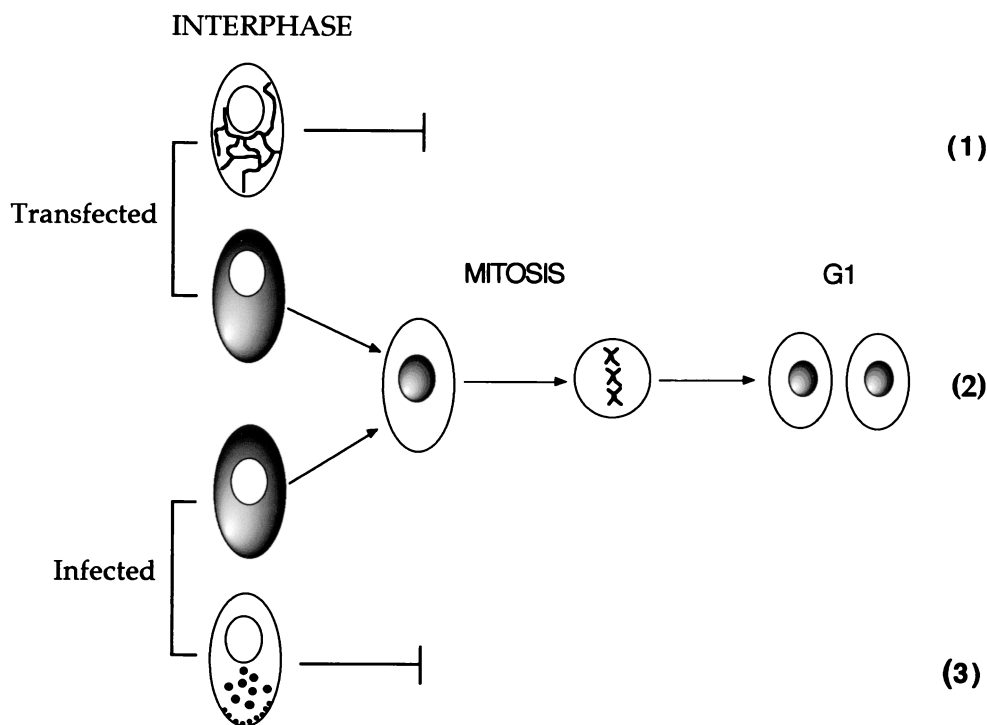 INTERPHASE
(1)
Transfected
MITOSIS
G1
(2)
Infected
(3)